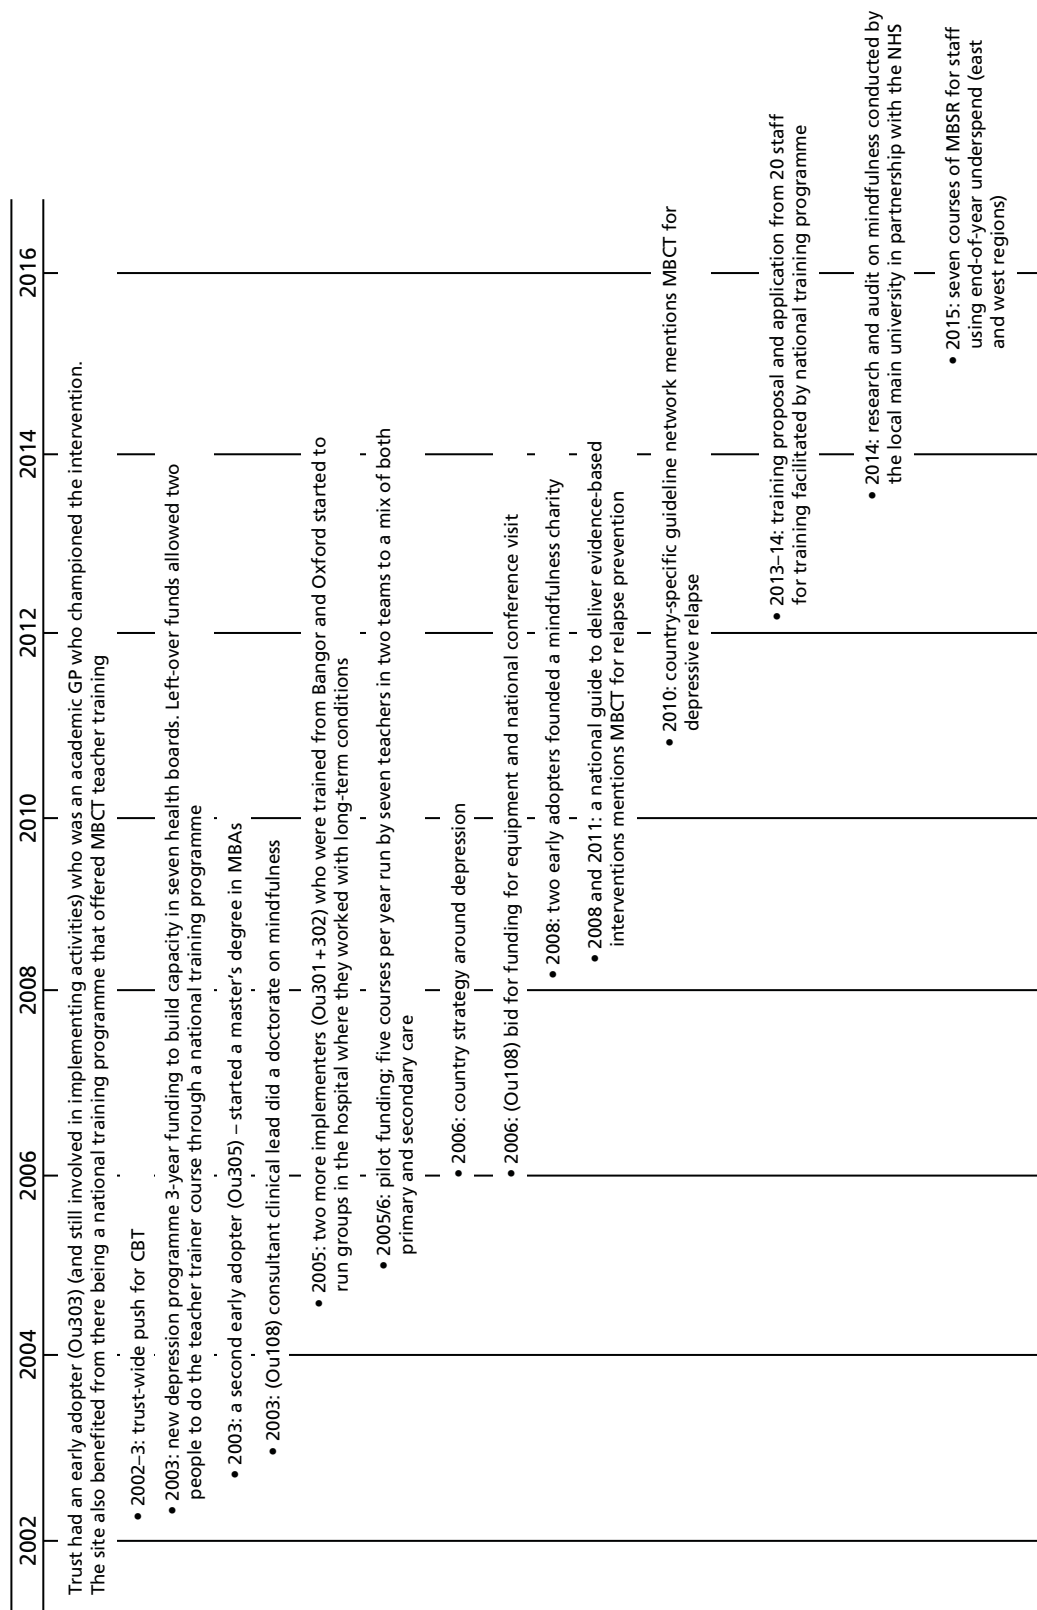 2002 2004 2006 2008 2010 2012 2014 2016
Trust had an early adopter (Ou303) (and still involved in implementing activities) who was an academic GP who championed the intervention.
The site also benefited from there being a national training programme that offered MBCT teacher training
• 2002–3: trust-wide push for CBT
• 2003: new depression programme 3-year funding to build capacity in seven health boards. Left-over funds allowed two
people to do the teacher trainer course through a national training programme
• 2003: a second early adopter (Ou305) – started a master's degree in MBAs
• 2003: (Ou108) consultant clinical lead did a doctorate on mindfulness
• 2005: two more implementers (Ou301+302) who were trained from Bangor and Oxford started to
run groups in the hospital where they worked with long-term conditions
• 2005/6: pilot funding; five courses per year run by seven teachers in two teams to a mix of both
primary and secondary care
• 2006: country strategy around depression
• 2006: (Ou108) bid for funding for equipment and national conference visit
• 2008: two early adopters founded a mindfulness charity
• 2008 and 2011: a national guide to deliver evidence-based
interventions mentions MBCT for relapse prevention
• 2010: country-specific guideline network mentions MBCT for
depressive relapse
• 2013–14: training proposal and application from 20 staff
for training facilitated by national training programme
• 2014: research and audit on mindfulness conducted by
the local main university in partnership with the NHS
• 2015: seven courses of MBSR for staff
using end-of-year underspend (east
and west regions)